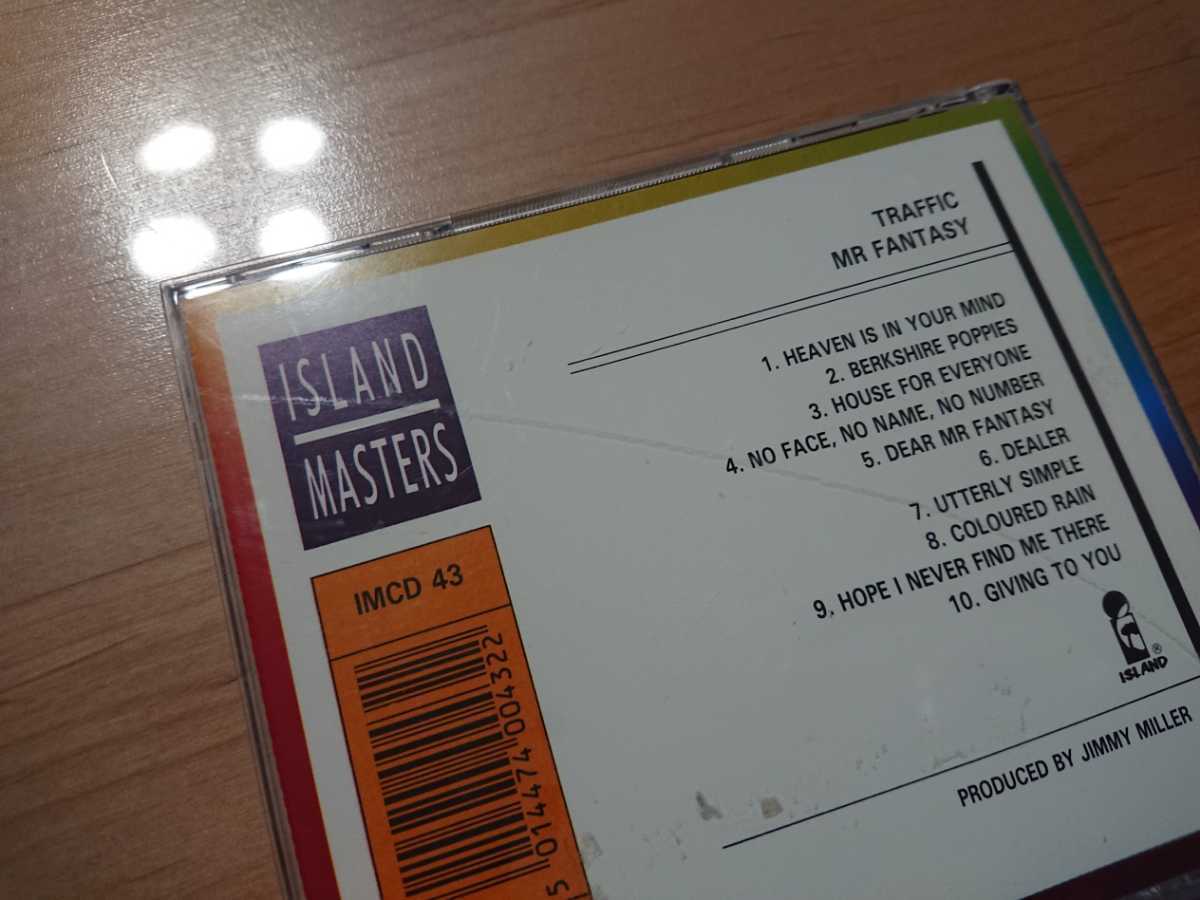 TRAFFIC
MR FANTASY
1. HEAVEN IS IN YOUR MIND
2. BERKSHIRE POPPIES
3. HOUSE FOR EVERYONE
4. NO FACE, NO NAME, NO NUMBER
5. DEAR MR FANTASY
6. DEALER
7. UTTERLY SIMPLE
8. COLOURED RAIN
9. HOPE I NEVER FIND ME THERE
10. GIVING TO YOU
ISLAND®
PRODUCED BY JIMMY MILLER
ISLAND
MASTERS
IMCD 43
5 014474 004322